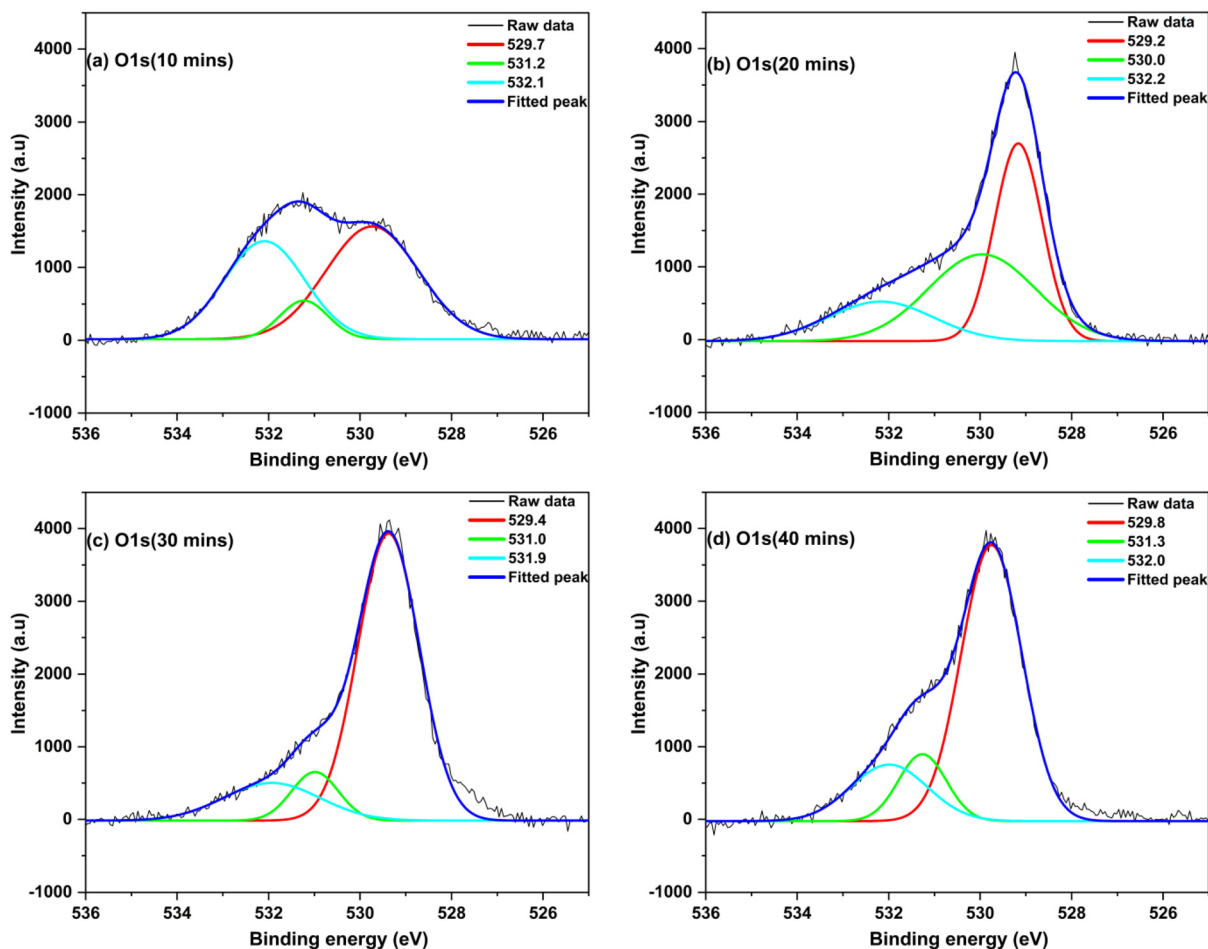 (a) O1s(10 mins)
Raw data
529.7
531.2
532.1
Fitted peak
4000
3000
2000
1000
0
-1000
Intensity (a.u)
536 534 532 530 528 526
Binding energy (eV)
(b) O1s(20 mins)
Raw data
529.2
530.0
532.2
Fitted peak
4000
3000
2000
1000
0
-1000
Intensity (a.u)
536 534 532 530 528 526
Binding energy (eV)
(c) O1s(30 mins)
Raw data
529.4
531.0
531.9
Fitted peak
4000
3000
2000
1000
0
-1000
Intensity (a.u)
536 534 532 530 528 526
Binding energy (eV)
(d) O1s(40 mins)
Raw data
529.8
531.3
532.0
Fitted peak
4000
3000
2000
1000
0
-1000
Intensity (a.u)
536 534 532 530 528 526
Binding energy (eV)